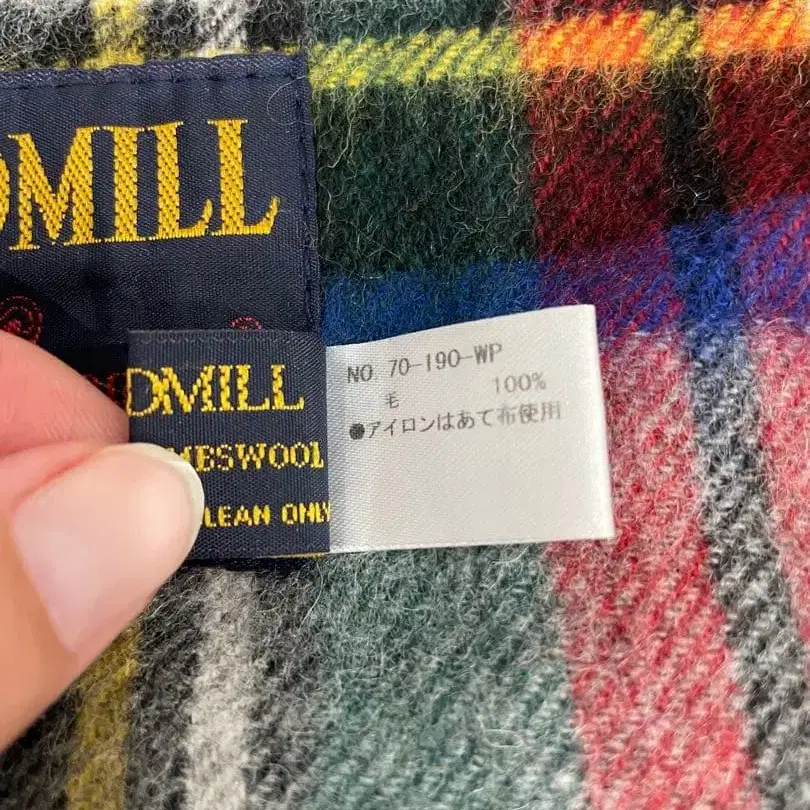 DMILL
DMILL
MBSWOOL
LEAN ONLY
NO. 70-190-WP
毛 100%
●アイロンはあて布使用